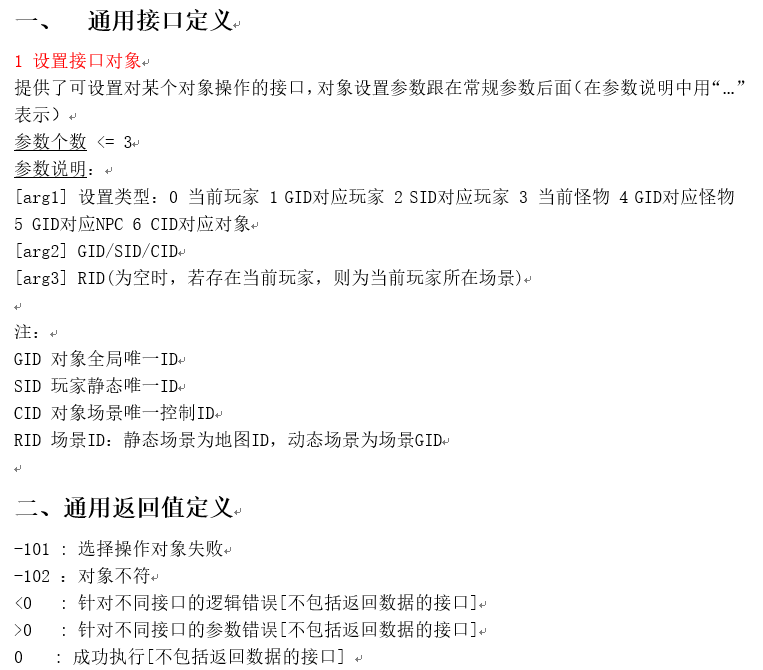 一、 通用接口定义
1 设置接口对象
提供了可设置对某个对象操作的接口,对象设置参数跟在常规参数后面(在参数说明中用“…”
表示)
参数个数 <= 3
参数说明:
[arg1] 设置类型: 0 当前玩家 1 GID对应玩家 2 SID对应玩家 3 当前怪物 4 GID对应怪物
5 GID对应NPC 6 CID对应对象
[arg2] GID/SID/CID
[arg3] RID(为空时, 若存在当前玩家, 则为当前玩家所在场景)
注:
GID 对象全局唯一ID
SID 玩家静态唯一ID
CID 对象场景唯一控制ID
RID 场景ID: 静态场景为地图ID, 动态场景为场景GID
二、通用返回值定义
-101 : 选择操作对象失败
-102 : 对象不符
<0 : 针对不同接口的逻辑错误[不包括返回数据的接口]
>0 : 针对不同接口的参数错误[不包括返回数据的接口]
0 : 成功执行[不包括返回数据的接口]